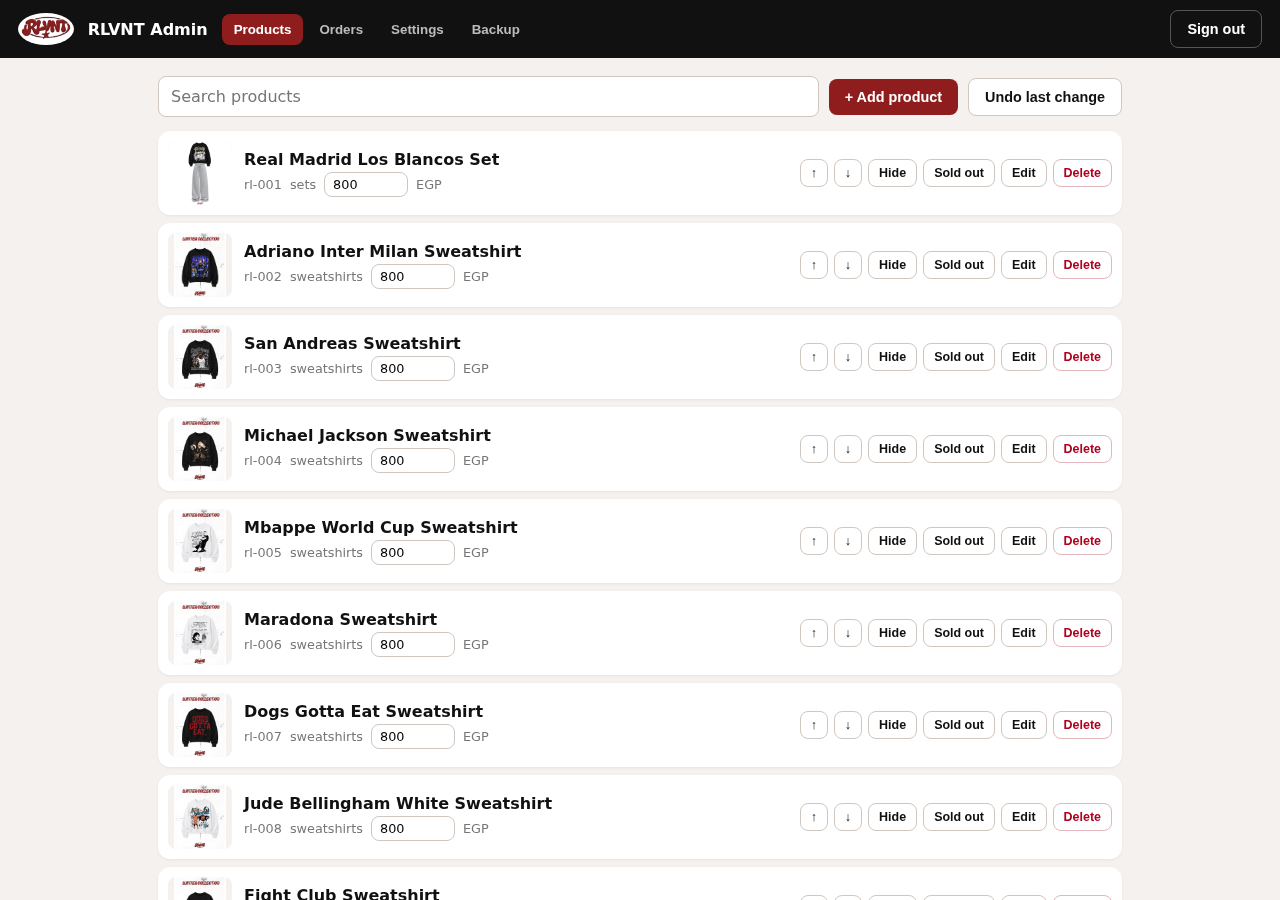 RLVNT RLVNT Admin Products Orders Settings Backup Sign out
Search products + Add product Undo last change
Real Madrid Los Blancos Set
rl-001 sets 800 EGP ↑ ↓ Hide Sold out Edit Delete
Adriano Inter Milan Sweatshirt
rl-002 sweatshirts 800 EGP ↑ ↓ Hide Sold out Edit Delete
San Andreas Sweatshirt
rl-003 sweatshirts 800 EGP ↑ ↓ Hide Sold out Edit Delete
Michael Jackson Sweatshirt
rl-004 sweatshirts 800 EGP ↑ ↓ Hide Sold out Edit Delete
Mbappe World Cup Sweatshirt
rl-005 sweatshirts 800 EGP ↑ ↓ Hide Sold out Edit Delete
Maradona Sweatshirt
rl-006 sweatshirts 800 EGP ↑ ↓ Hide Sold out Edit Delete
Dogs Gotta Eat Sweatshirt
rl-007 sweatshirts 800 EGP ↑ ↓ Hide Sold out Edit Delete
Jude Bellingham White Sweatshirt
rl-008 sweatshirts 800 EGP ↑ ↓ Hide Sold out Edit Delete
Fight Club Sweatshirt